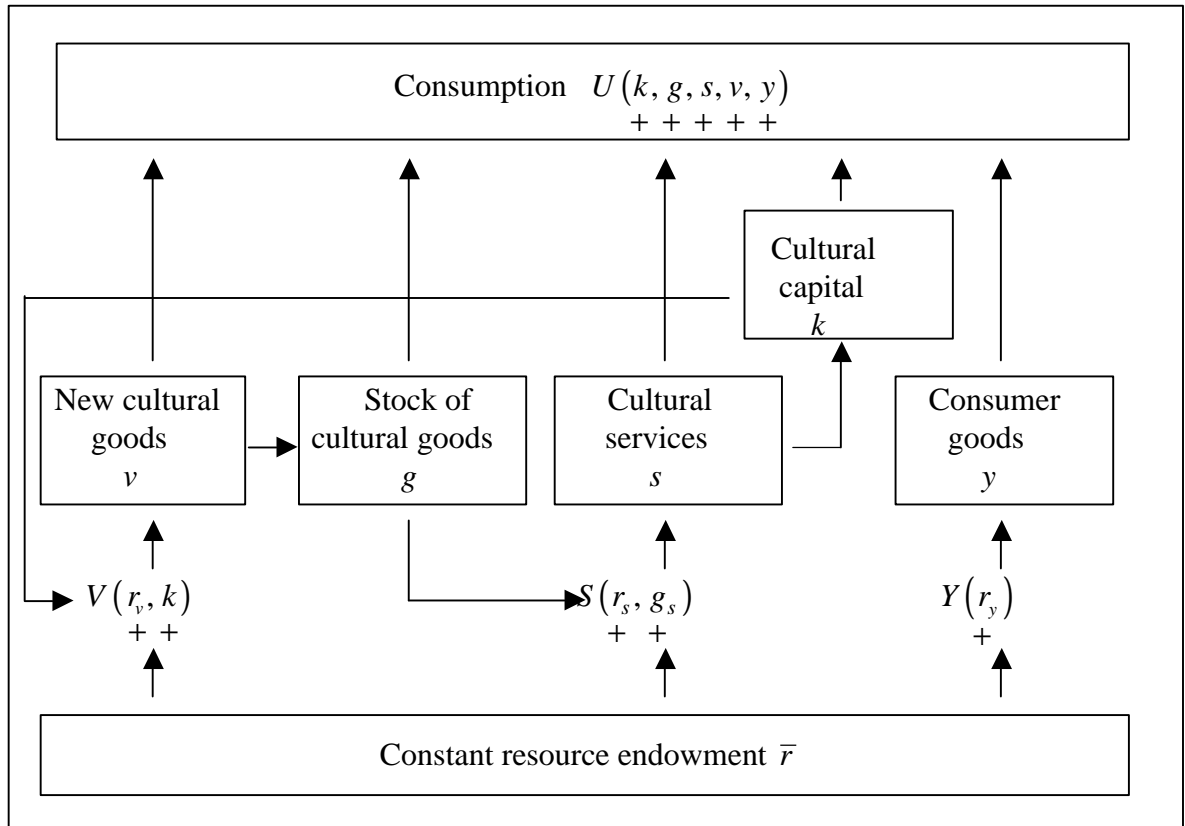 Consumption U(k, g, s, v, y)
+ + + + +
Cultural
capital
k
New cultural
goods
v
Stock of
cultural goods
g
Cultural
services
s
Consumer
goods
y
V(r_v, k)
+ +
S(r_s, g_s)
+ +
Y(r_y)
+
Constant resource endowment r̄